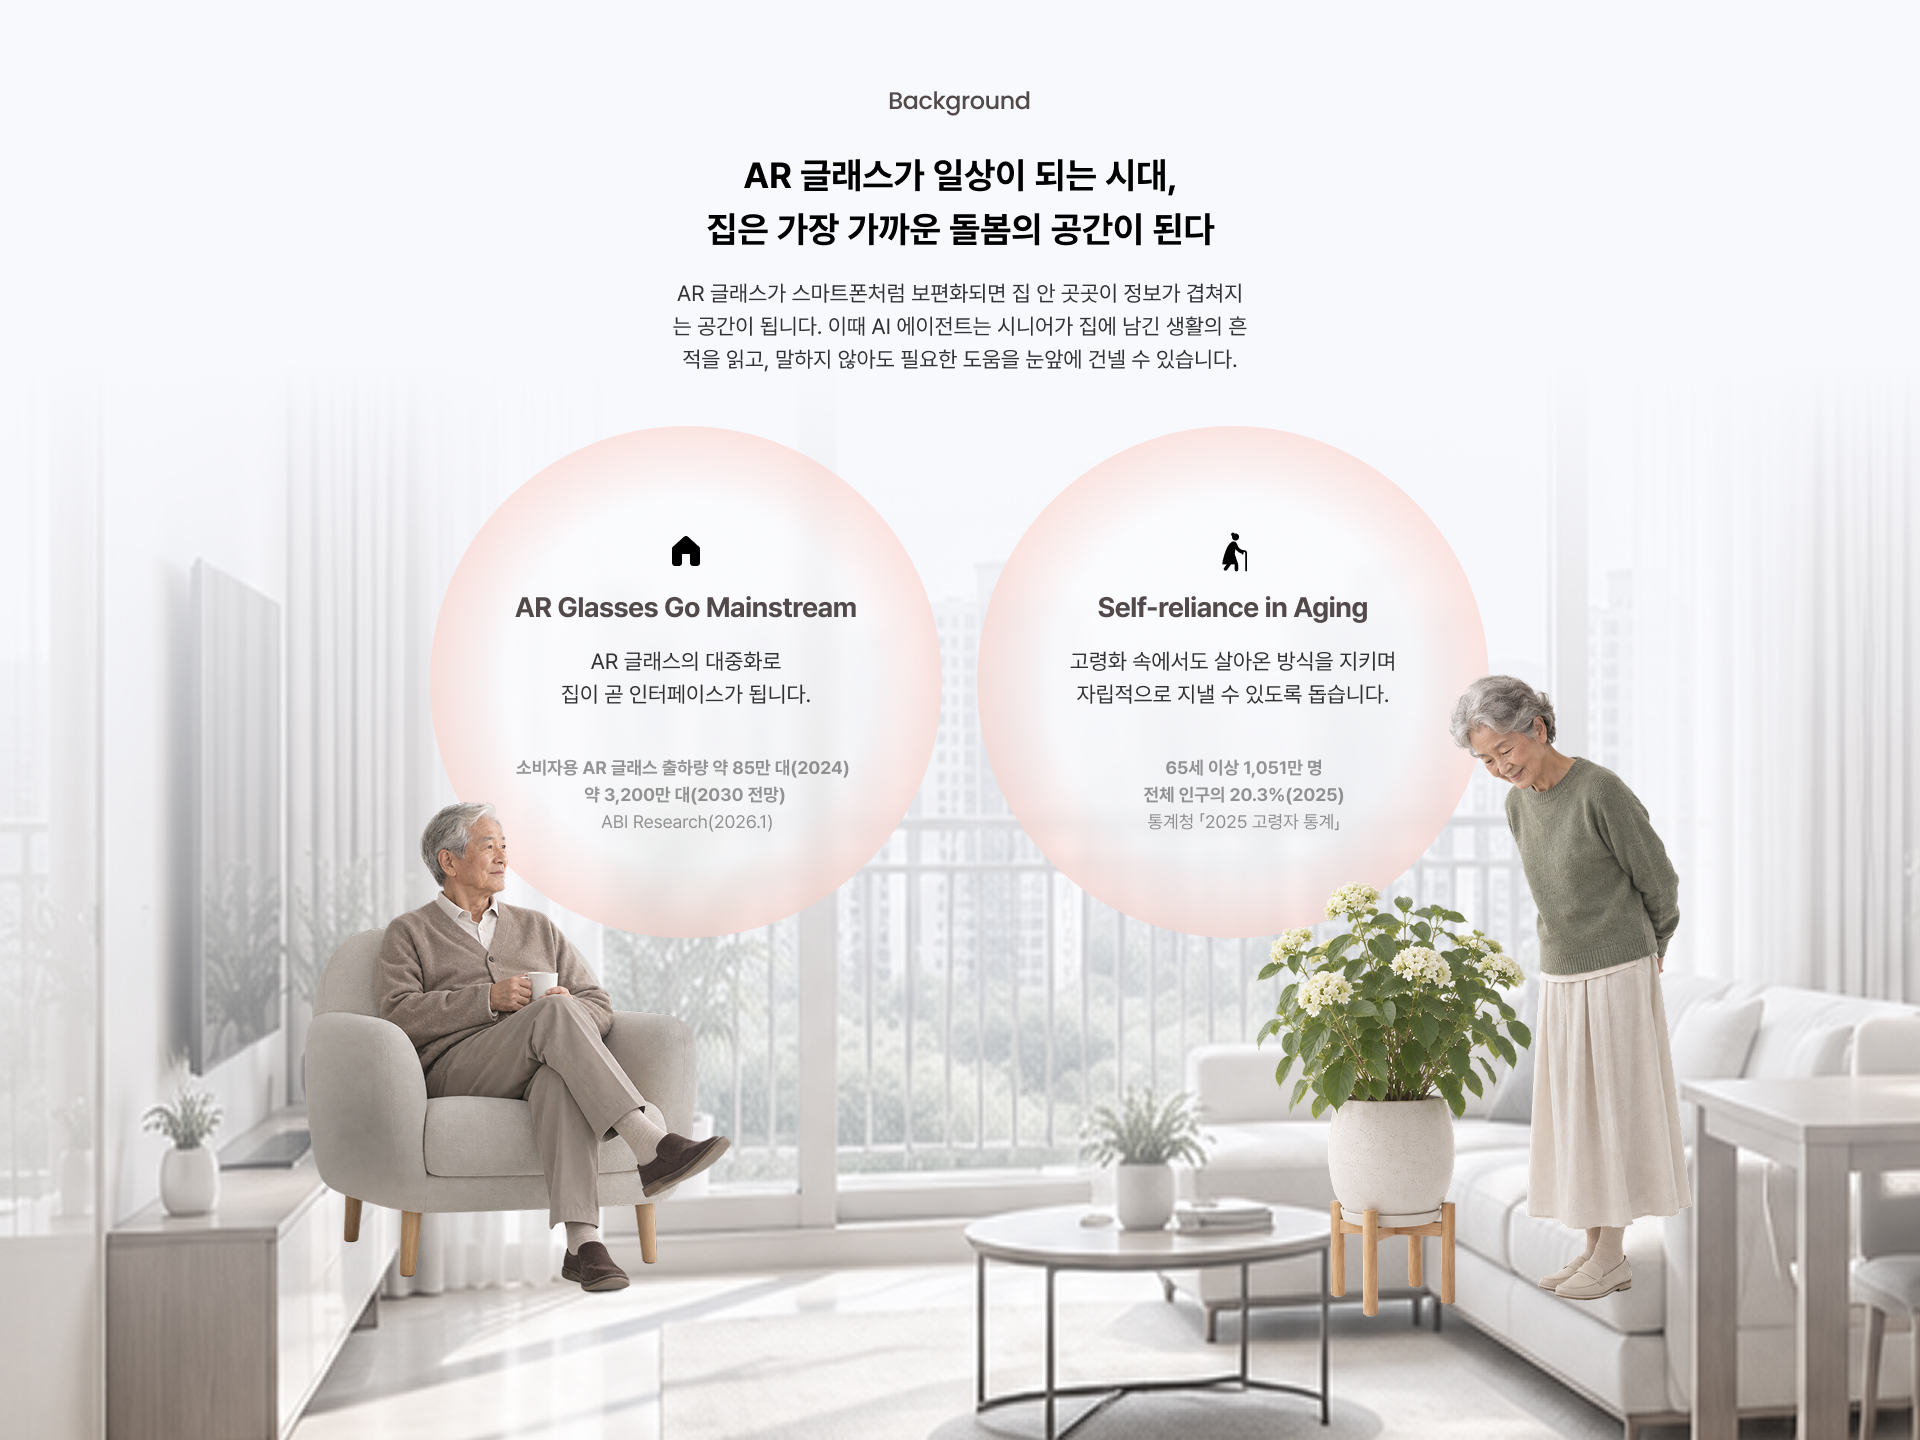 Background
AR 글래스가 일상이 되는 시대,
집은 가장 가까운 돌봄의 공간이 된다
AR 글래스가 스마트폰처럼 보편화되면 집 안 곳곳이 정보가 겹쳐지
는 공간이 됩니다. 이때 AI 에이전트는 시니어가 집에 남긴 생활의 흔
적을 읽고, 말하지 않아도 필요한 도움을 눈앞에 건넬 수 있습니다.
AR Glasses Go Mainstream
AR 글래스의 대중화로
집이 곧 인터페이스가 됩니다.
소비자용 AR 글래스 출하량 약 85만 대(2024)
약 3,200만 대(2030 전망)
ABI Research(2026.1)
Self-reliance in Aging
고령화 속에서도 살아온 방식을 지키며
자립적으로 지낼 수 있도록 돕습니다.
65세 이상 1,051만 명
전체 인구의 20.3%(2025)
통계청 「2025 고령자 통계」